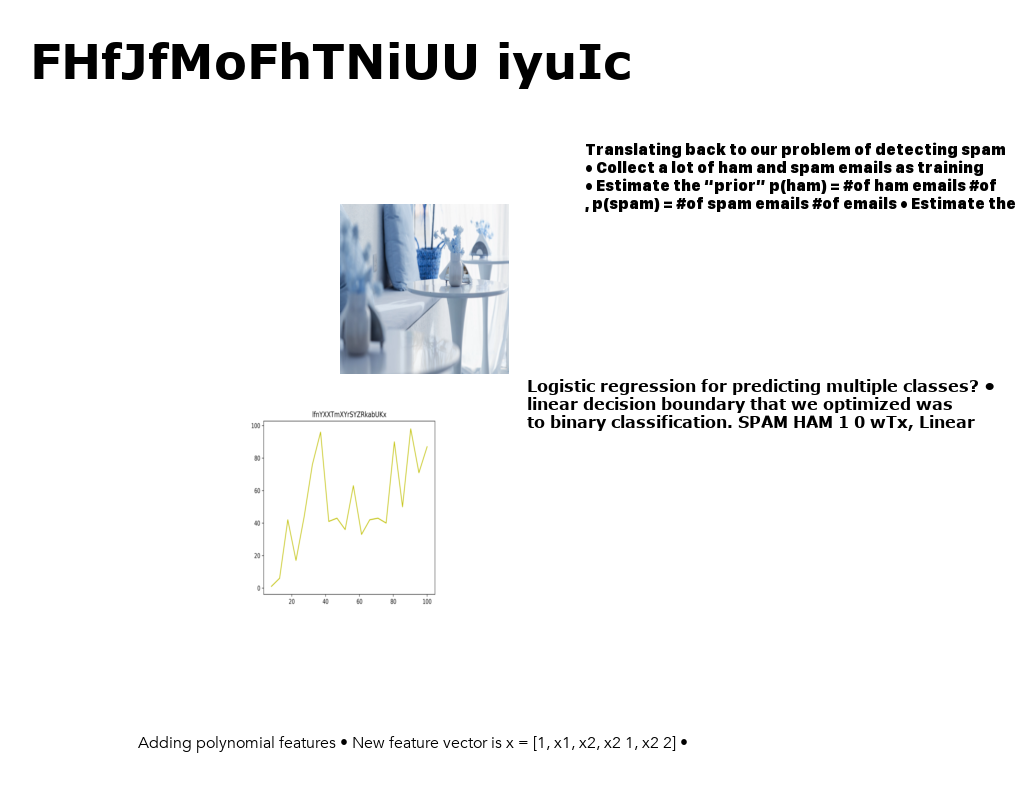 FHfJfMoFhTNiUU iyuIc
Translating back to our problem of detecting spam
• Collect a lot of ham and spam emails as training
• Estimate the “prior” p(ham) = #of ham emails #of
, p(spam) = #of spam emails #of emails • Estimate the
Logistic regression for predicting multiple classes? •
linear decision boundary that we optimized was
to binary classification. SPAM HAM 1 0 wTx, Linear
lfnYXXTmXYrSYZRkabUKx
100
80
60
40
20
0
20 40 60 80 100
Adding polynomial features • New feature vector is x = [1, x1, x2, x2 1, x2 2] •